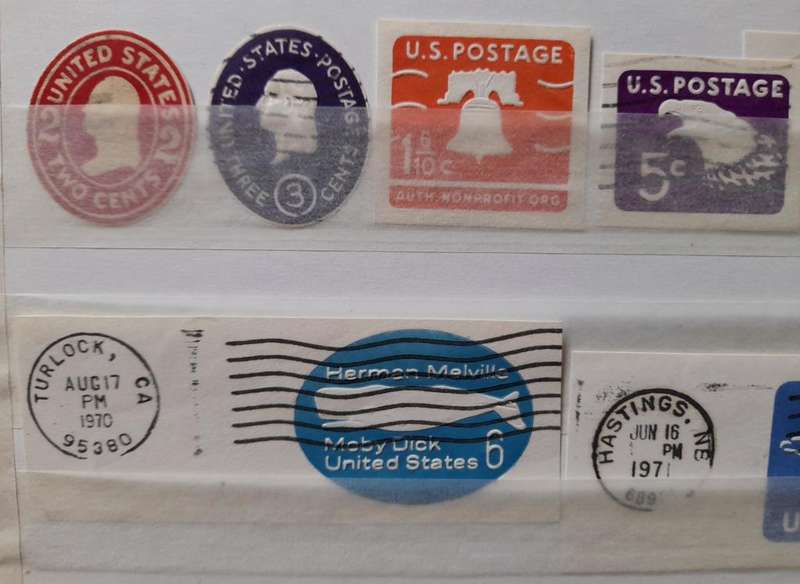 UNITED STATES
2 2
TWO CENTS
UNITED·STATES·POSTAGE
THREE 3 CENTS
U.S. POSTAGE
1 6/10 c
AUTH. NONPROFIT ORG
U.S. POSTAGE
5c
TURLOCK, CA
AUG 17
PM
1970
95380
Herman Melville
Moby Dick
United States 6
HASTINGS, NE
JUN 16
PM
1971
689
U